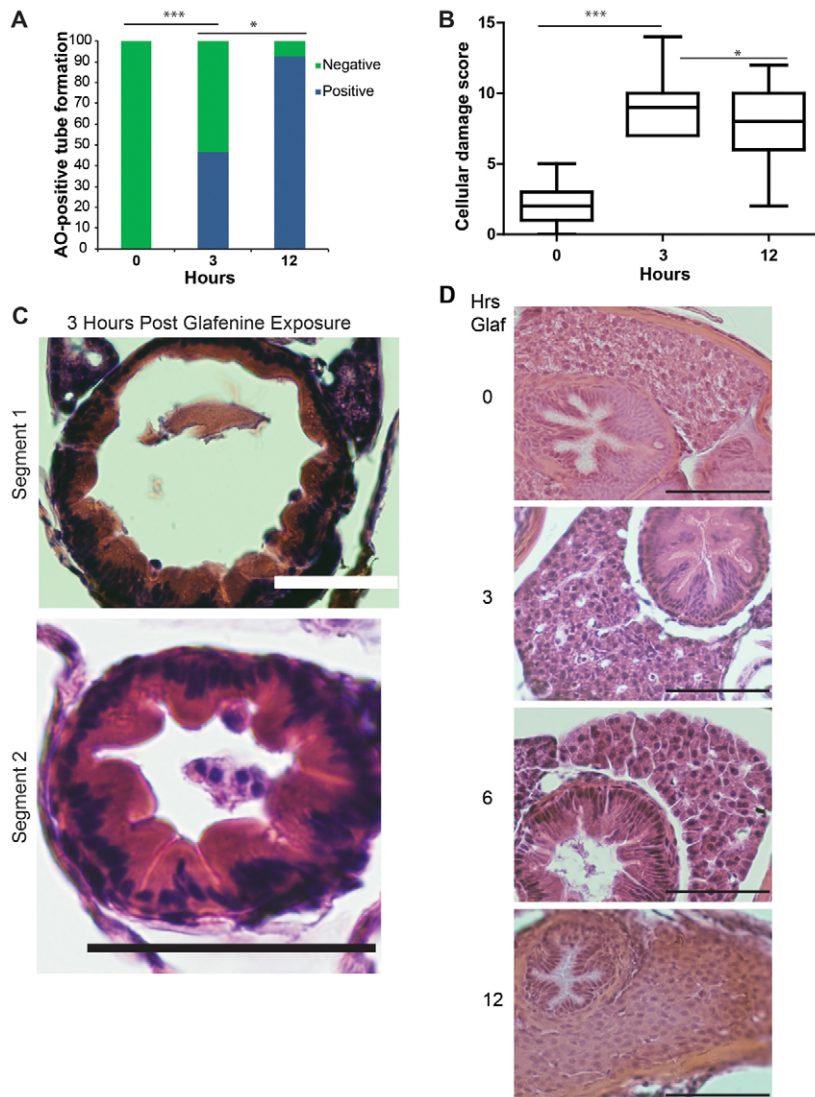 A
***
*
AO-positive tube formation
100
90
80
70
60
50
40
30
20
10
0
Negative
Positive
0
3
12
Hours
B
***
*
Cellular damage score
15
10
5
0
0
3
12
Hours
C
3 Hours Post Glafenine Exposure
Segment 1
Segment 2
D
Hrs
Glaf
0
3
6
12